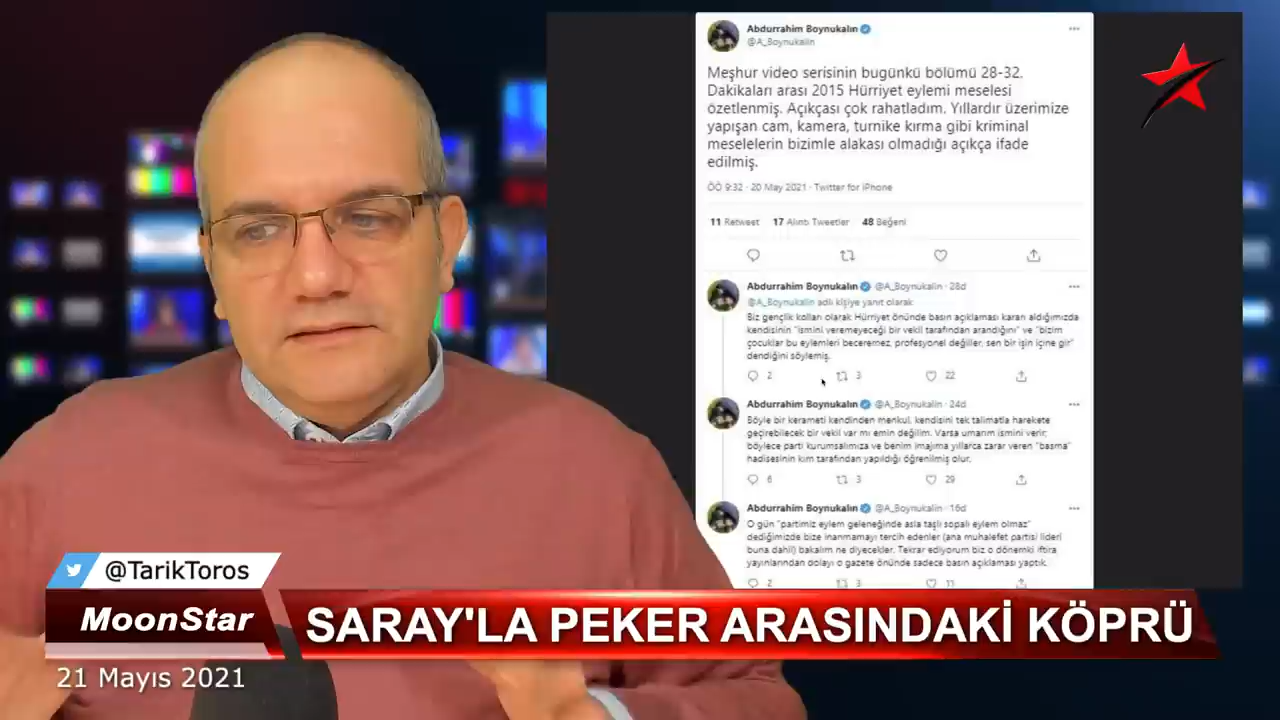 Abdurrahim Boynukalın
@A_Boynukalin
Meşhur video serisinin bugünkü bölümü 28-32.
Dakikaları arası 2015 Hürriyet eylemi meselesi
özetlenmiş. Açıkçası çok rahatladım. Yıllardır üzerimize
yapışan cam, kamera, turnike kırma gibi kriminal
meselelerin bizimle alakası olmadığı açıkça ifade
edilmiş.
ÖÖ 9:32 · 20 May 2021 · Twitter for iPhone
11 Retweet 17 Alıntı Tweetler 48 Beğeni
Abdurrahim Boynukalın @A_Boynukalin · 28d
@A_Boynukalin adlı kişiye yanıt olarak
Biz gençlik kolları olarak Hürriyet önünde basın açıklaması kararı aldığımızda
kendisinin "ismini veremeyeceği bir vekil tarafından arandığını" ve "bizim
çocuklar bu eylemleri beceremez, profesyonel değiller, sen bir işin içine gir"
dendiğini söylemiş.
2 3 22
Abdurrahim Boynukalın @A_Boynukalin · 24d
Böyle bir kerameti kendinden menkul, kendisini tek talimatla harekete
geçirebilecek bir vekil var mı emin değilim. Varsa umarım ismini verir;
böylece parti kurumsalımıza ve benim imajıma yıllarca zarar veren "basma"
hadisesinin kim tarafından yapıldığı öğrenilmiş olur.
6 3 29
Abdurrahim Boynukalın @A_Boynukalin · 16d
O gün "partimiz eylem geleneğinde asla taşlı sopalı eylem olmaz"
dediğimizde bize inanmamayı tercih edenler (ana muhalefet partisi lideri
buna dahil) bakalım ne diyecekler. Tekrar ediyorum biz o dönemki iftira
yayınlarından dolayı o gazete önünde sadece basın açıklaması yaptık.
2 3 11
@TarikToros
MoonStar
SARAY'LA PEKER ARASINDAKİ KÖPRÜ
21 Mayıs 2021